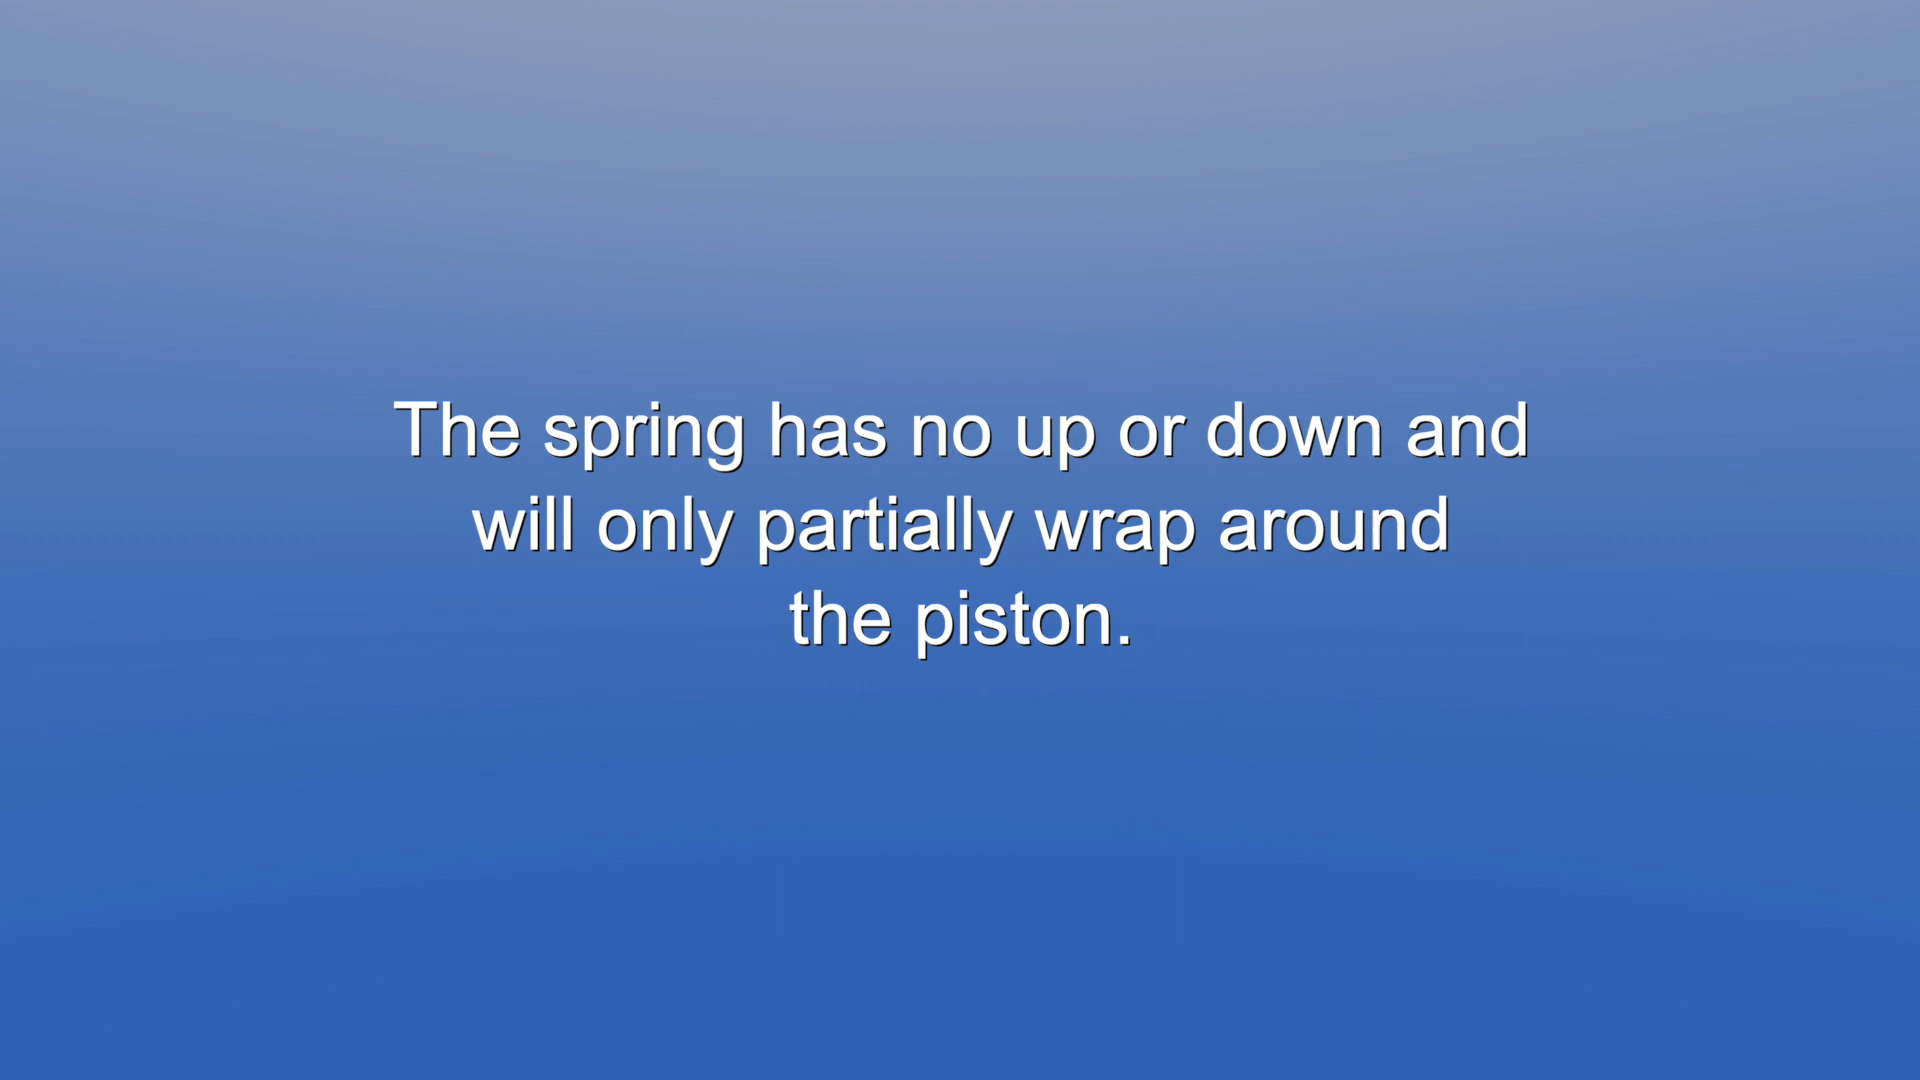 The spring has no up or down and
will only partially wrap around
the piston.